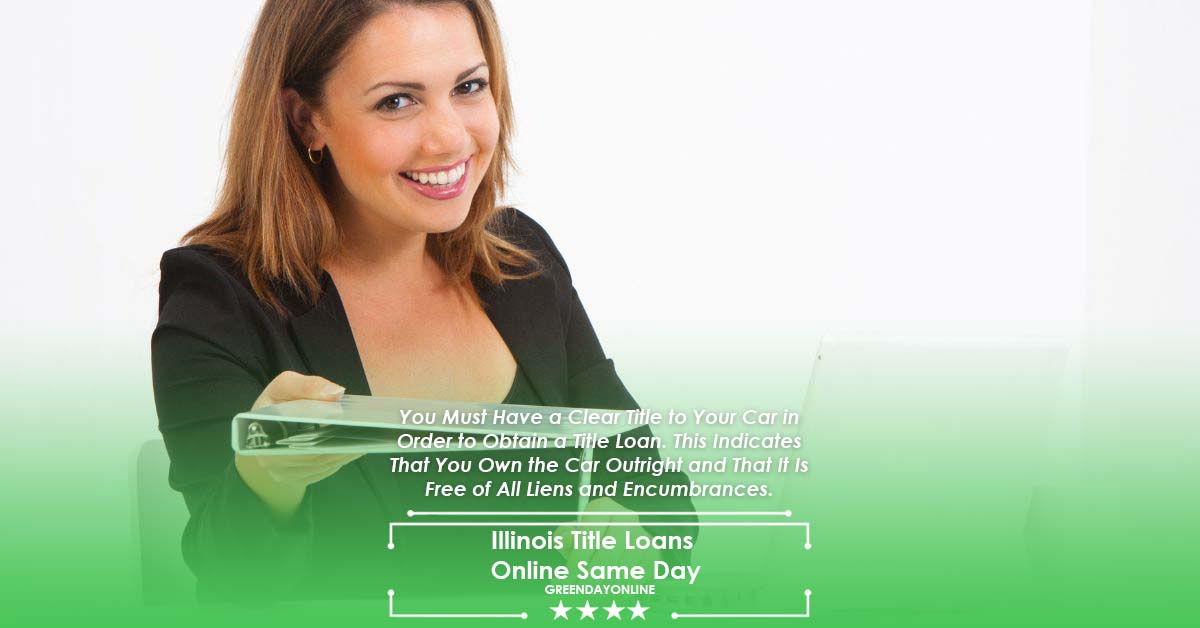 You Must Have a Clear Title to Your Car in
Order to Obtain a Title Loan. This Indicates
That You Own the Car Outright and That It Is
Free of All Liens and Encumbrances.
Illinois Title Loans
Online Same Day
GREENDAYONLINE